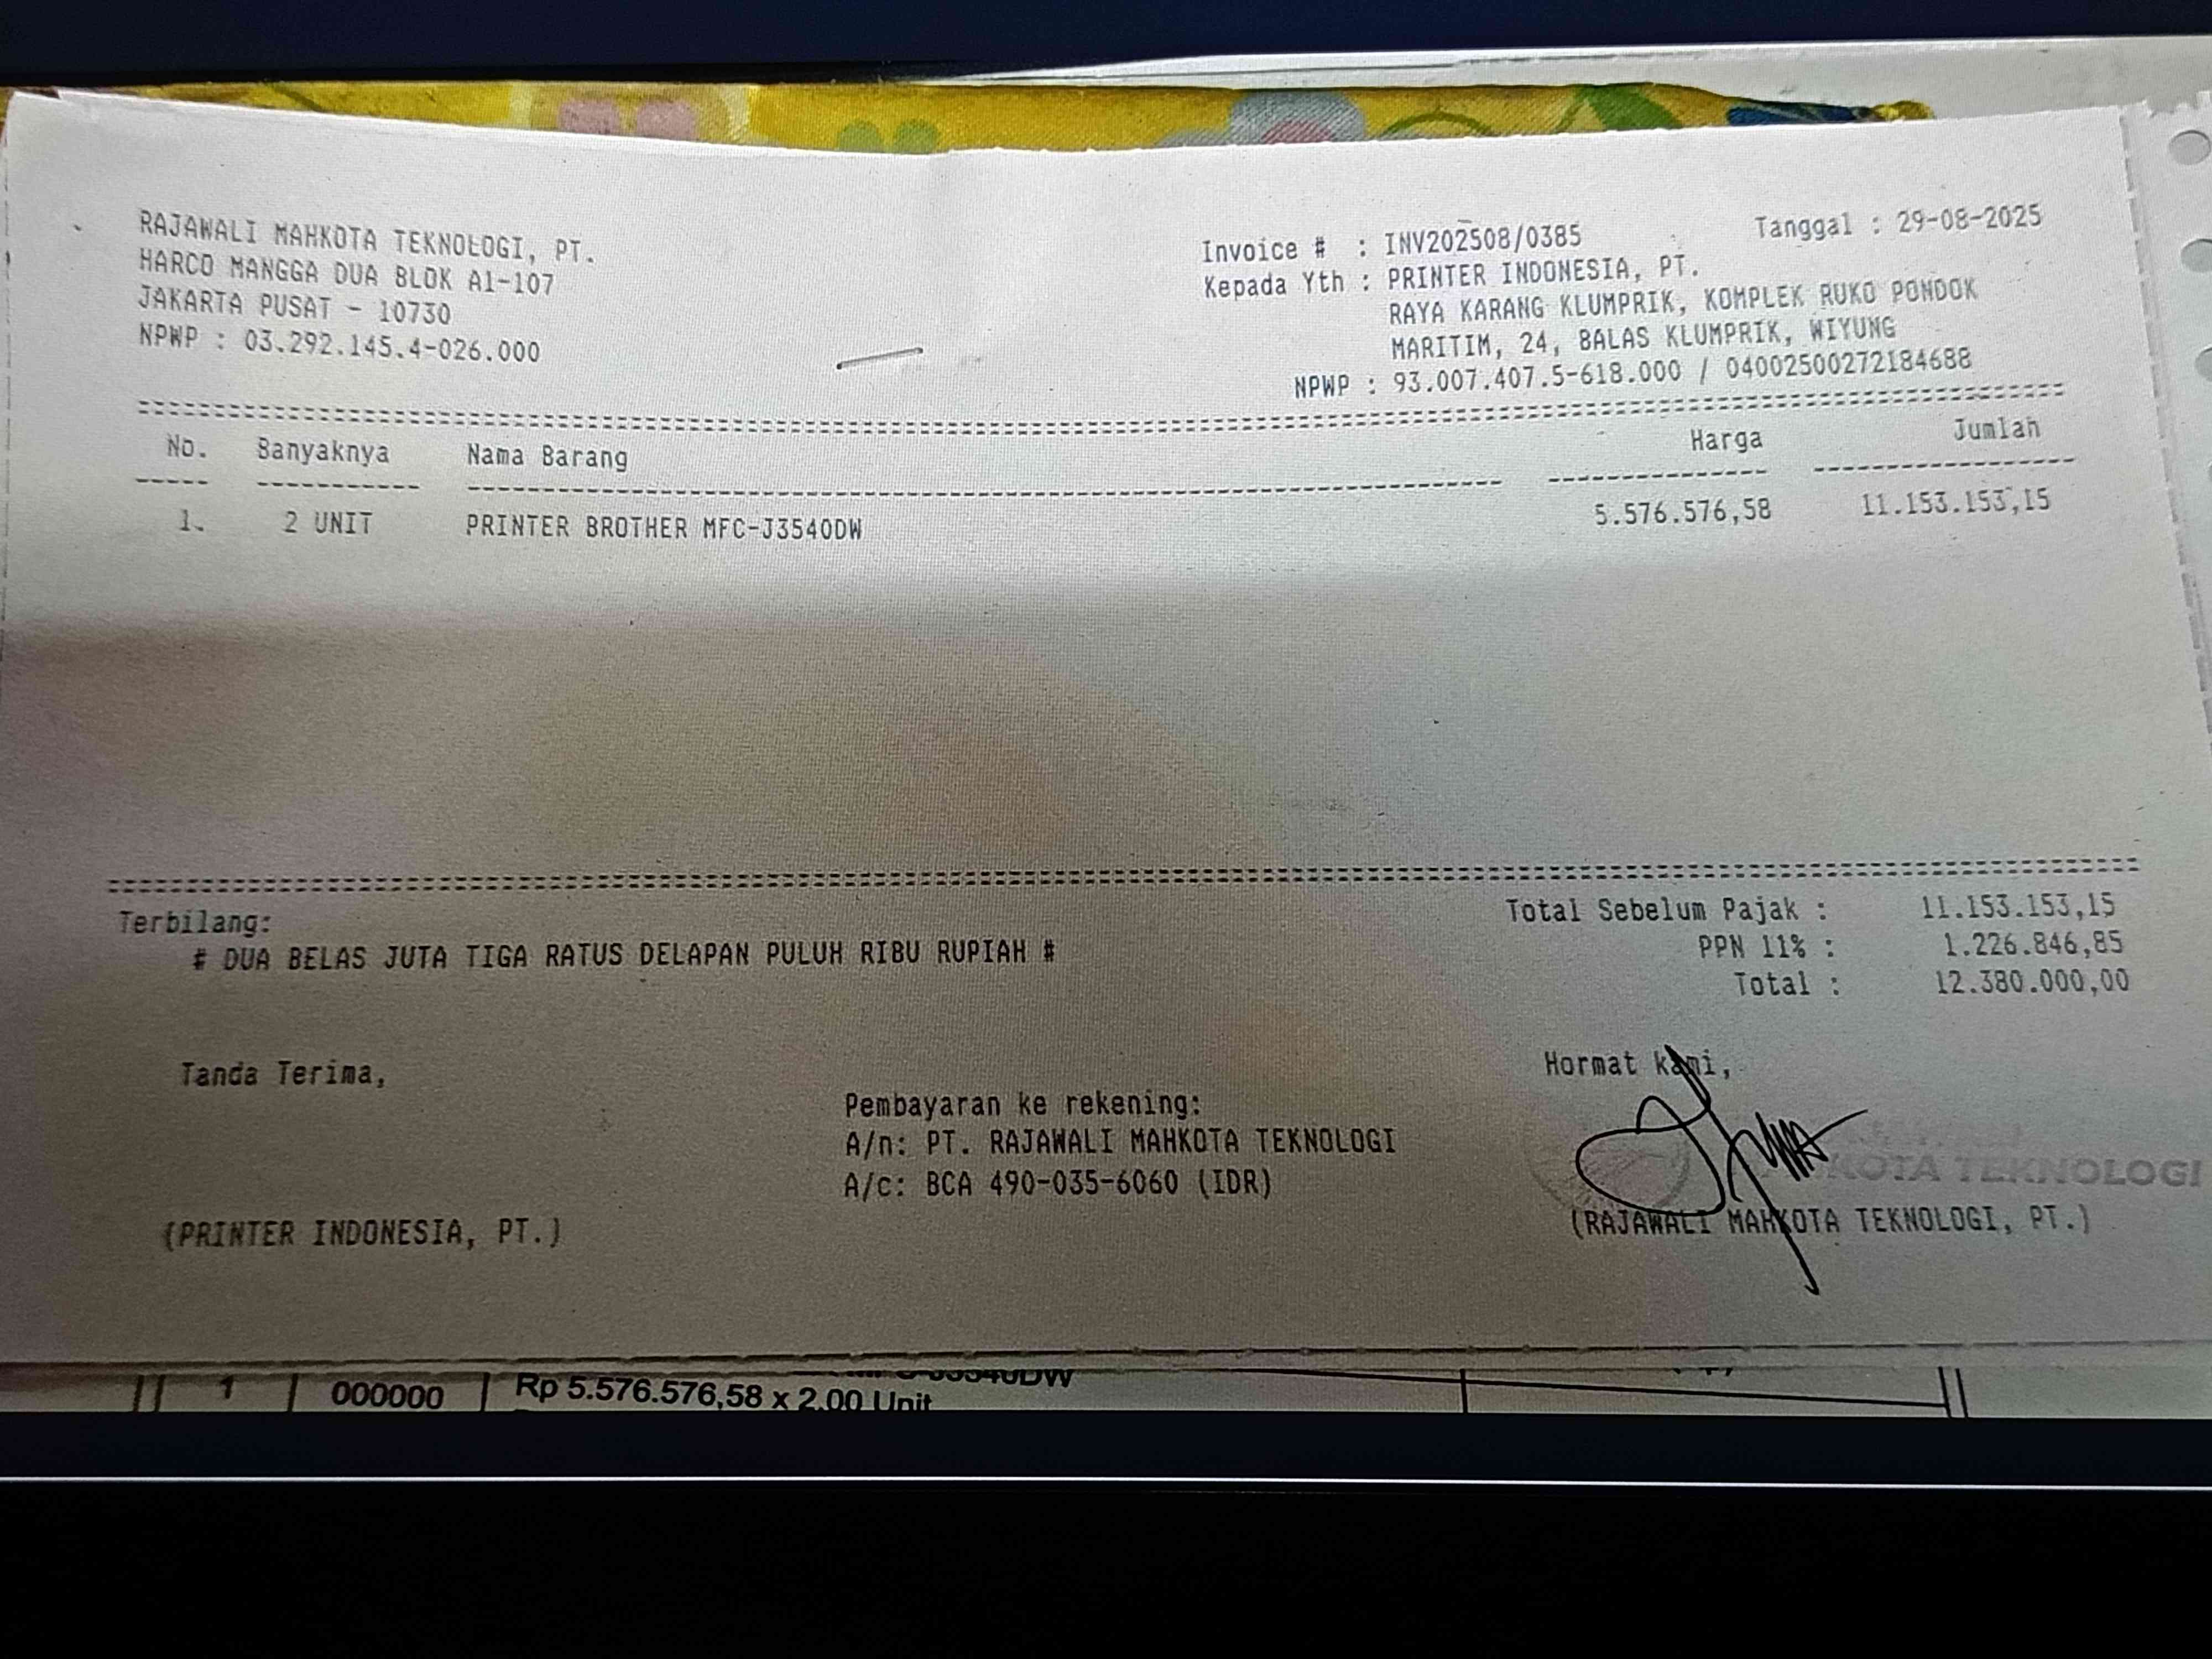 RAJAWALI MAHKOTA TEKNOLOGI, PT.
HARCO MANGGA DUA BLOK A1-107
JAKARTA PUSAT - 10730
NPWP : 03.292.145.4-026.000
Invoice # : INV202508/0385 Tanggal : 29-08-2025
Kepada Yth : PRINTER INDONESIA, PT.
RAYA KARANG KLUMPRIK, KOMPLEK RUKO PONDOK
MARITIM, 24, BALAS KLUMPRIK, WIYUNG
NPWP : 93.007.407.5-618.000 / 04002500272184688
No. Banyaknya Nama Barang Harga Jumlah
1. 2 UNIT PRINTER BROTHER MFC-J3540DW 5.576.576,58 11.153.153,15
Terbilang:
# DUA BELAS JUTA TIGA RATUS DELAPAN PULUH RIBU RUPIAH #
Total Sebelum Pajak : 11.153.153,15
PPN 11% : 1.226.846,85
Total : 12.380.000,00
Tanda Terima,
(PRINTER INDONESIA, PT.)
Pembayaran ke rekening:
A/n: PT. RAJAWALI MAHKOTA TEKNOLOGI
A/c: BCA 490-035-6060 (IDR)
Hormat kami,
KOTA TEKNOLOGI
(RAJAWALI MAHKOTA TEKNOLOGI, PT.)
1 000000 Rp 5.576.576,58 x 2,00 Unit